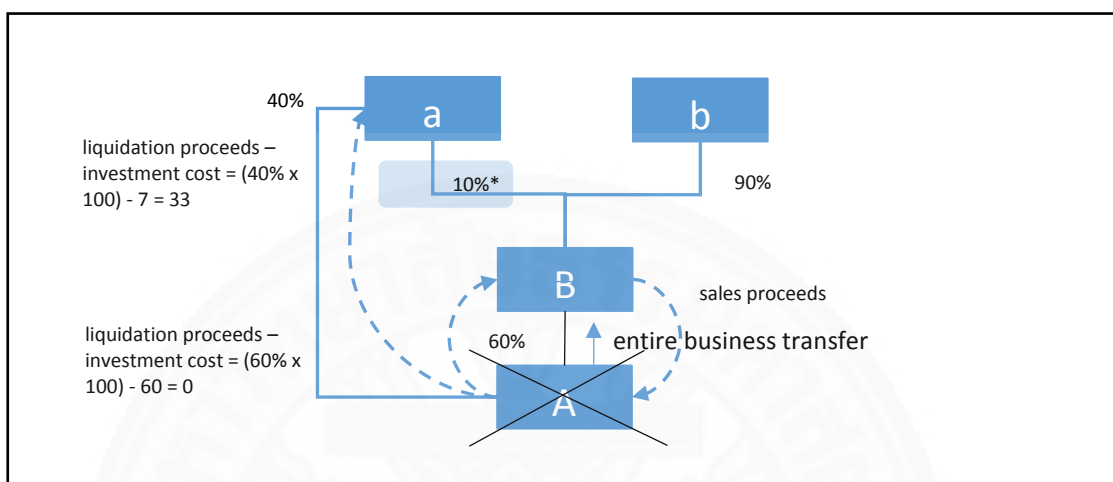 40%
a
b
liquidation proceeds –
investment cost = (40% x
100) - 7 = 33
10%*
90%
B
sales proceeds
liquidation proceeds –
investment cost = (60% x
100) - 60 = 0
60%
entire business transfer
A